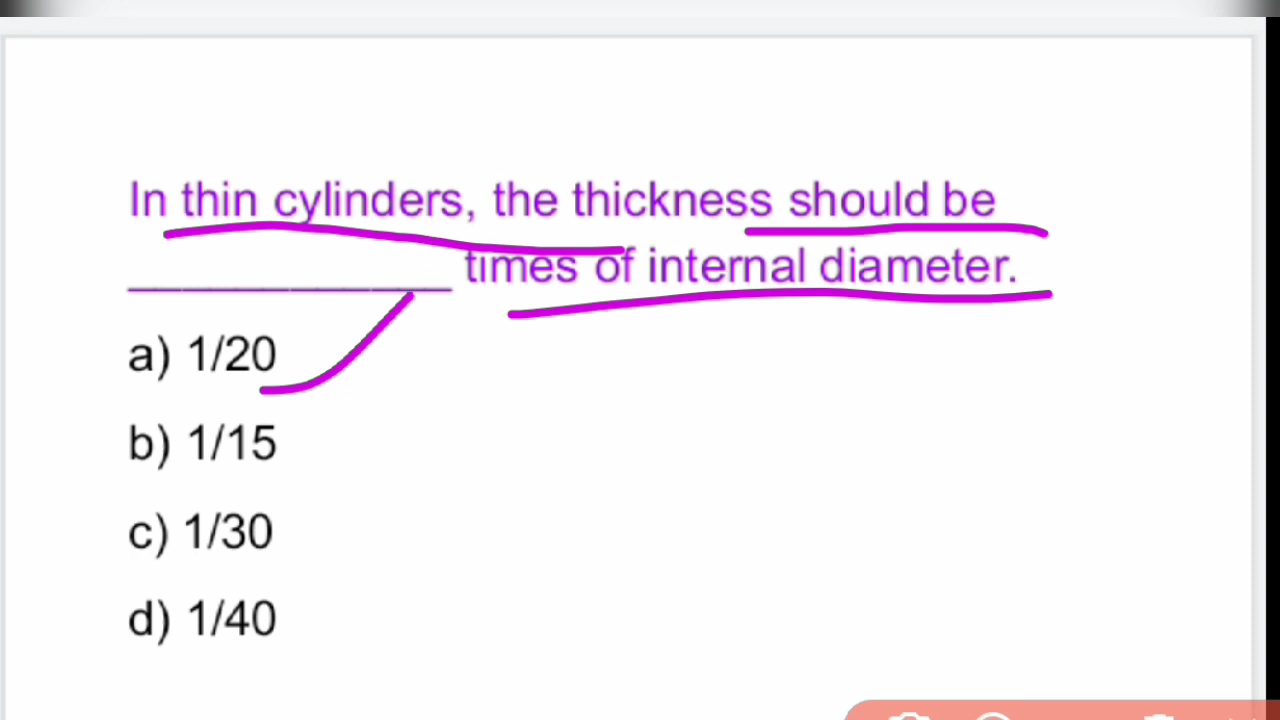 In thin cylinders, the thickness should be
____________ times of internal diameter.
a) 1/20
b) 1/15
c) 1/30
d) 1/40